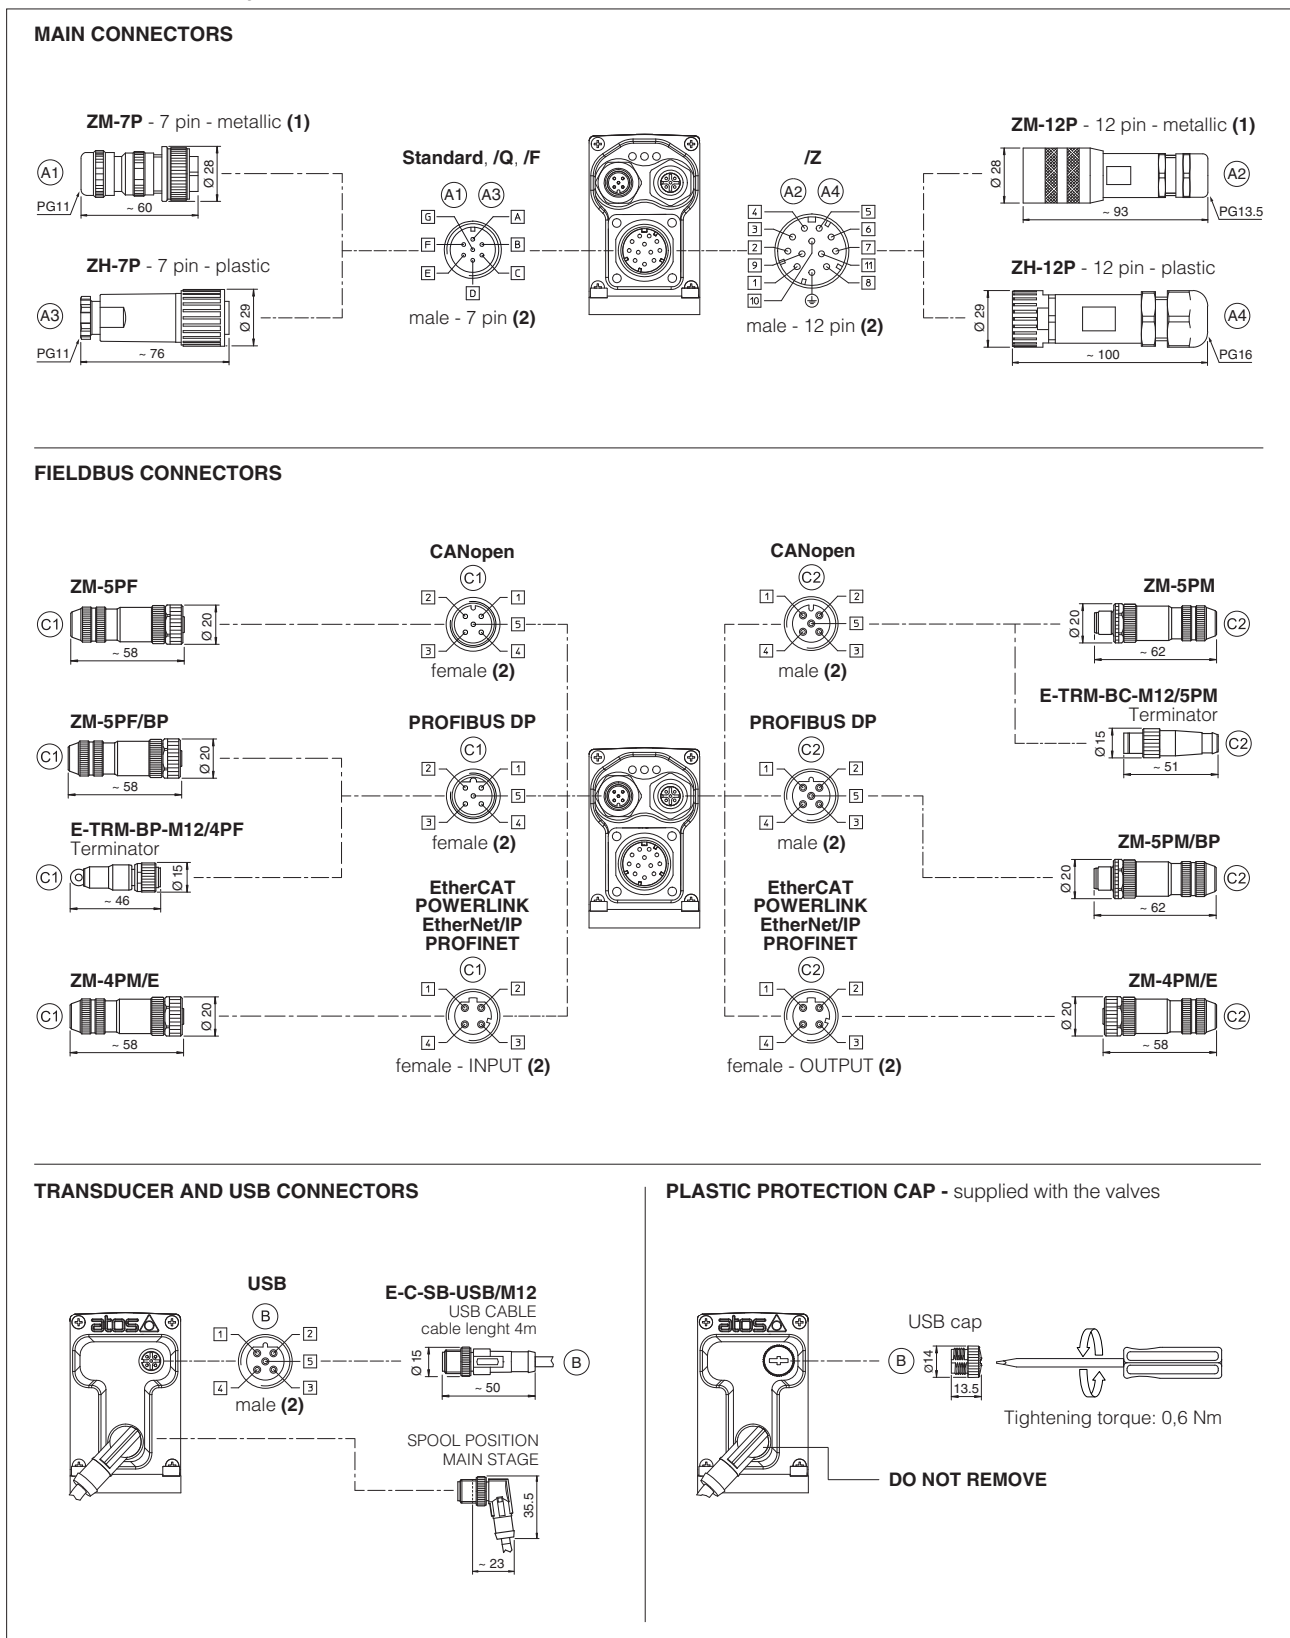 MAIN CONNECTORS
ZM-7P - 7 pin - metallic (1)
A1
PG11
~ 60
Ø 28
ZH-7P - 7 pin - plastic
A3
PG11
~ 76
Ø 29
Standard, /Q, /F
A1 A3
G A
F B
E C
D
male - 7 pin (2)
/Z
A2 A4
4 5
3 6
2 7
9 11
1 8
10
male - 12 pin (2)
ZM-12P - 12 pin - metallic (1)
Ø 28
A2
~ 93
PG13.5
ZH-12P - 12 pin - plastic
Ø 29
A4
~ 100
PG16
FIELDBUS CONNECTORS
ZM-5PF
C1
Ø 20
~ 58
ZM-5PF/BP
C1
Ø 20
~ 58
E-TRM-BP-M12/4PF
Terminator
C1
Ø 15
~ 46
ZM-4PM/E
C1
Ø 20
~ 58
CANopen
C1
2 1
5
3 4
female (2)
PROFIBUS DP
C1
2 1
5
3 4
female (2)
EtherCAT
POWERLINK
EtherNet/IP
PROFINET
C1
1 2
4 3
female - INPUT (2)
CANopen
C2
1 2
5
4 3
male (2)
PROFIBUS DP
C2
1 2
5
4 3
male (2)
EtherCAT
POWERLINK
EtherNet/IP
PROFINET
C2
1 2
4 3
female - OUTPUT (2)
ZM-5PM
Ø 20
C2
~ 62
E-TRM-BC-M12/5PM
Terminator
Ø 15
C2
~ 51
ZM-5PM/BP
Ø 20
C2
~ 62
ZM-4PM/E
Ø 20
C2
~ 58
TRANSDUCER AND USB CONNECTORS
atos
USB
B
1 2
5
4 3
male (2)
E-C-SB-USB/M12
USB CABLE
cable lenght 4m
Ø 15
B
~ 50
SPOOL POSITION
MAIN STAGE
35.5
~ 23
PLASTIC PROTECTION CAP - supplied with the valves
atos
USB cap
B
Ø14
13.5
Tightening torque: 0,6 Nm
DO NOT REMOVE